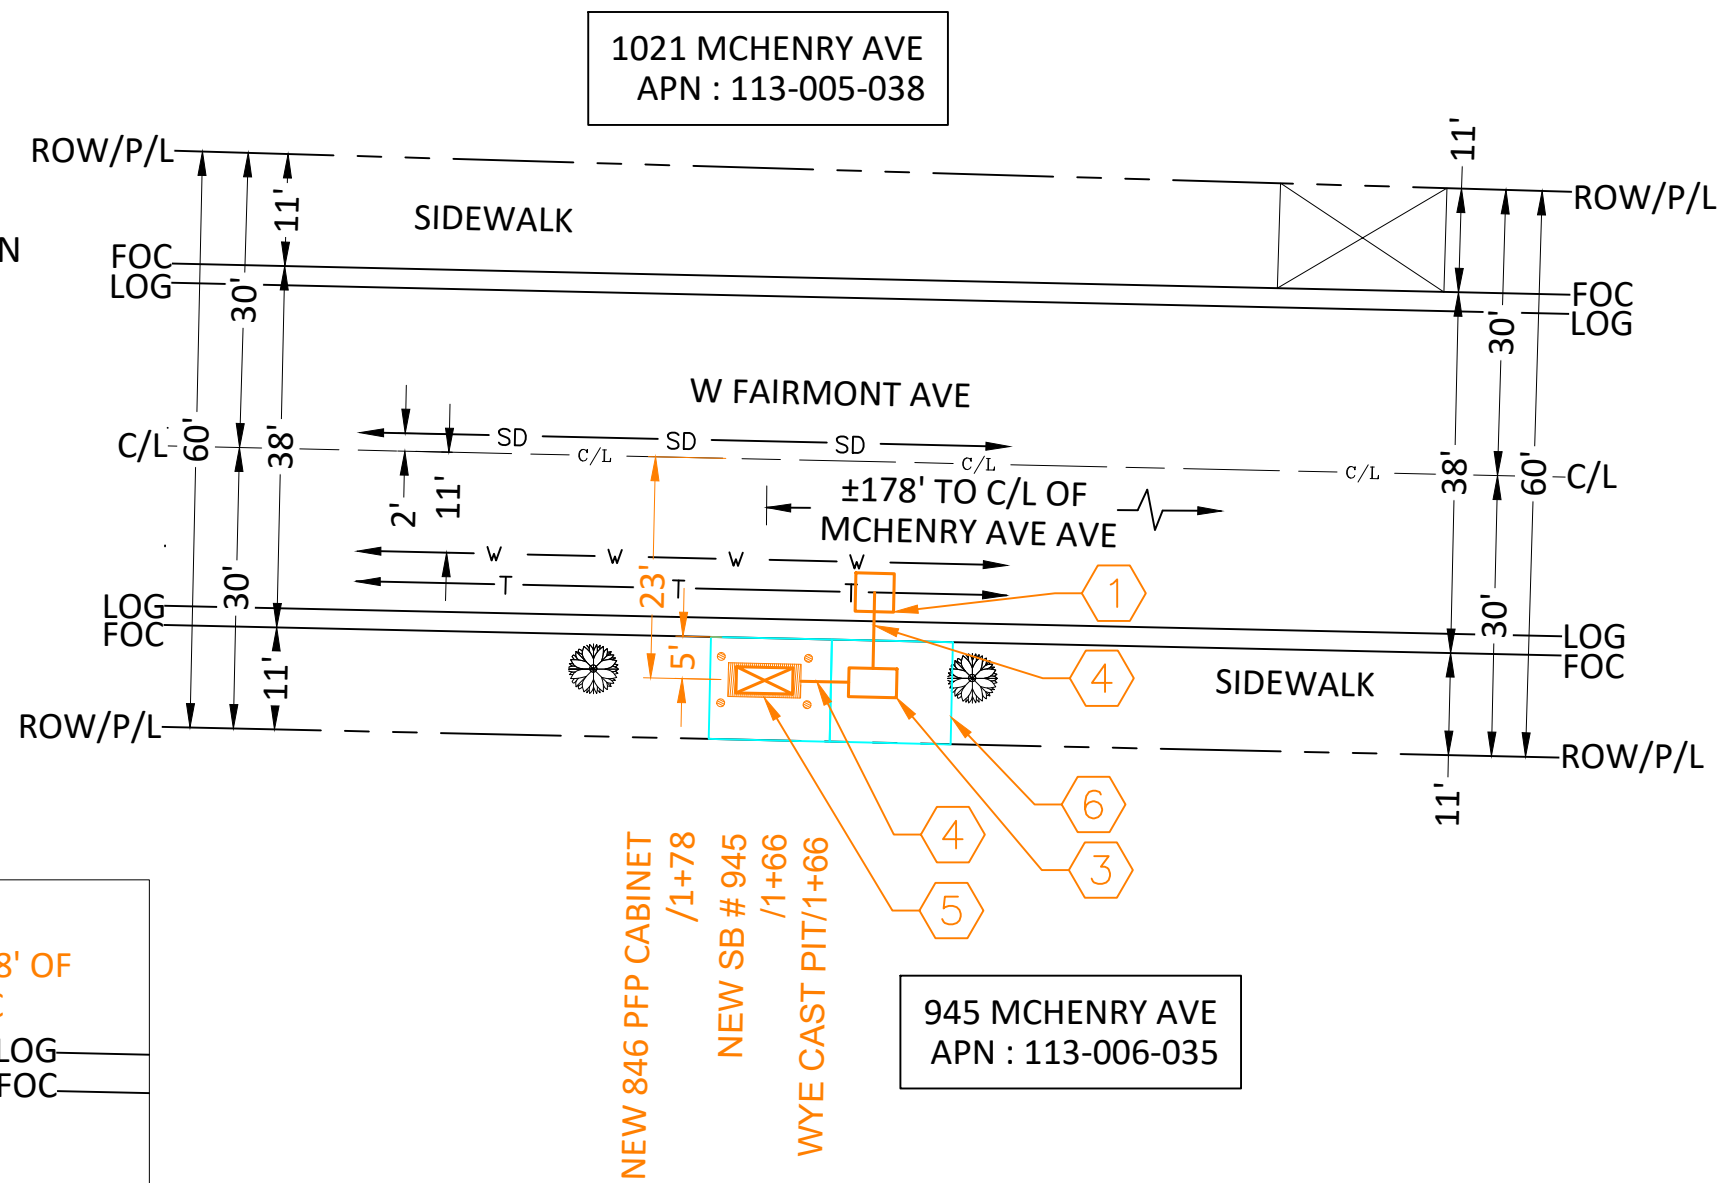 1021 MCHENRY AVE
APN : 113-005-038
ROW/P/L
11'
11'
ROW/P/L
SIDEWALK
N
FOC
LOG
30'
FOC
LOG
30'
W FAIRMONT AVE
C/L
60'
38'
SD SD SD
C/L C/L C/L
38'
60'
C/L
2'
11'
±178' TO C/L OF
MCHENRY AVE AVE
W W W W
T T T
23'
1
LOG
FOC
30'
11'
5'
4
30'
LOG
FOC
SIDEWALK
ROW/P/L
ROW/P/L
11'
6
4
3
5
NEW 846 PFP CABINET
/1+78
NEW SB # 945
/1+66
WYE CAST PIT/1+66
8' OF
LOG
FOC
945 MCHENRY AVE
APN : 113-006-035